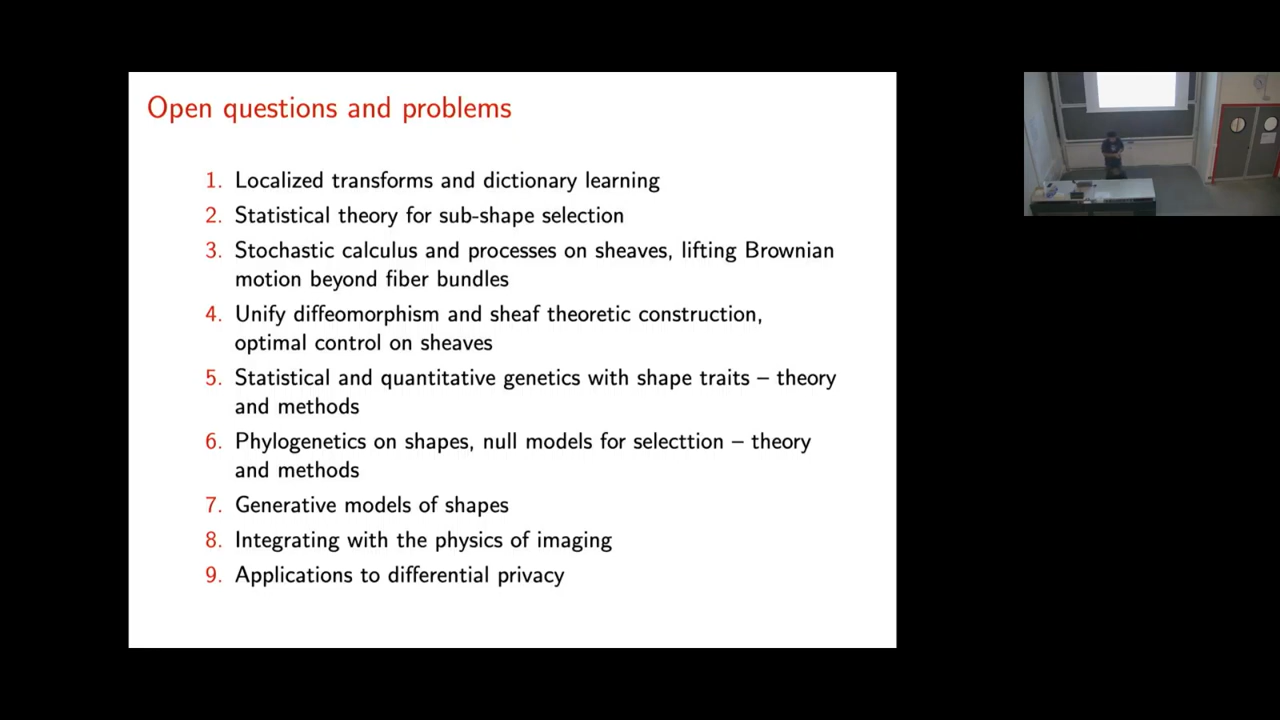 Open questions and problems
1. Localized transforms and dictionary learning
2. Statistical theory for sub-shape selection
3. Stochastic calculus and processes on sheaves, lifting Brownian
motion beyond fiber bundles
4. Unify diffeomorphism and sheaf theoretic construction,
optimal control on sheaves
5. Statistical and quantitative genetics with shape traits – theory
and methods
6. Phylogenetics on shapes, null models for selecttion – theory
and methods
7. Generative models of shapes
8. Integrating with the physics of imaging
9. Applications to differential privacy